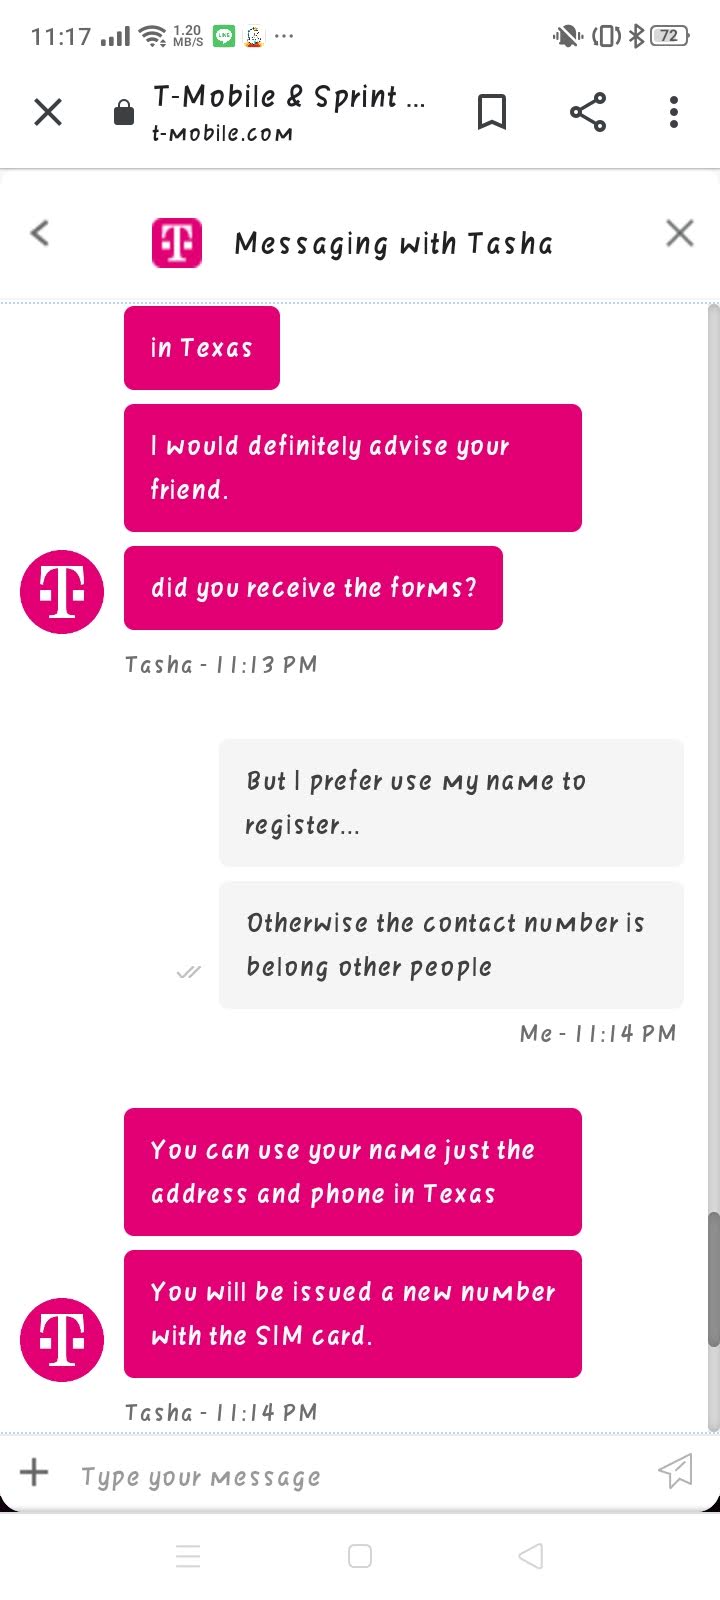 11:17 1.20 MB/S LINE 72
T-Mobile & Sprint ...
t-mobile.com
T Messaging with Tasha
in Texas
I would definitely advise your
friend.
T did you receive the forms?
Tasha - 11:13 PM
But I prefer use my name to
register...
Otherwise the contact number is
belong other people
Me - 11:14 PM
You can use your name just the
address and phone in Texas
You will be issued a new number
T with the SIM card.
Tasha - 11:14 PM
Type your message